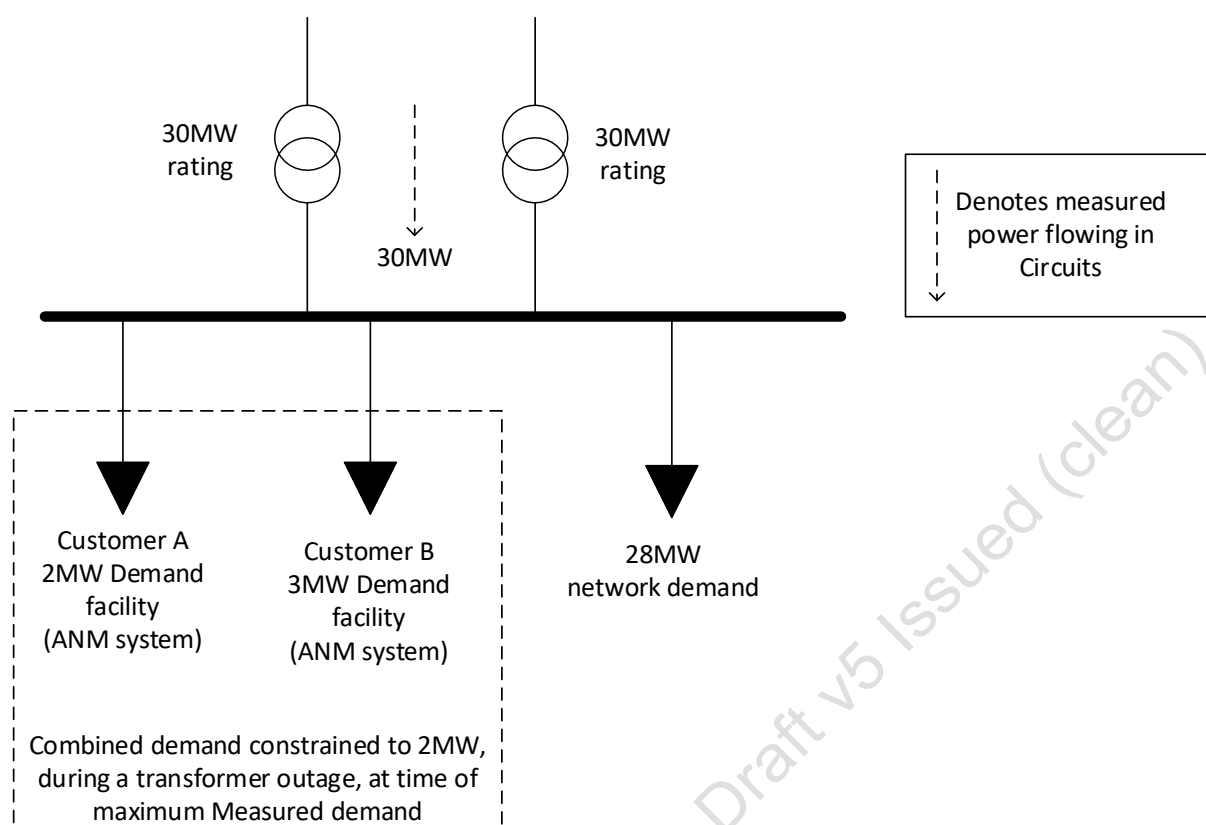 30MW
rating
30MW
30MW
rating
Denotes measured
power flowing in
Circuits
Customer A
2MW Demand
facility
(ANM system)
Customer B
3MW Demand
facility
(ANM system)
28MW
network demand
Combined demand constrained to 2MW,
during a transformer outage, at time of
maximum Measured demand
Draft v5 Issued (clean)